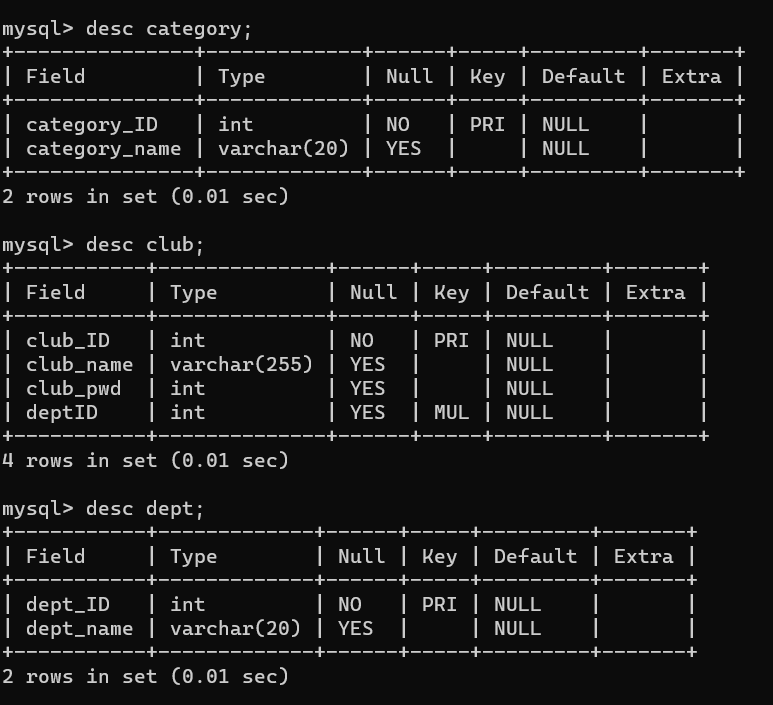 mysql> desc category;
+---------------+-------------+------+-----+---------+-------+
| Field         | Type        | Null | Key | Default | Extra |
+---------------+-------------+------+-----+---------+-------+
| category_ID   | int         | NO   | PRI | NULL    |       |
| category_name | varchar(20) | YES  |     | NULL    |       |
+---------------+-------------+------+-----+---------+-------+
2 rows in set (0.01 sec)

mysql> desc club;
+-----------+--------------+------+-----+---------+-------+
| Field     | Type         | Null | Key | Default | Extra |
+-----------+--------------+------+-----+---------+-------+
| club_ID   | int          | NO   | PRI | NULL    |       |
| club_name | varchar(255) | YES  |     | NULL    |       |
| club_pwd  | int          | YES  |     | NULL    |       |
| deptID    | int          | YES  | MUL | NULL    |       |
+-----------+--------------+------+-----+---------+-------+
4 rows in set (0.01 sec)

mysql> desc dept;
+-----------+-------------+------+-----+---------+-------+
| Field     | Type        | Null | Key | Default | Extra |
+-----------+-------------+------+-----+---------+-------+
| dept_ID   | int         | NO   | PRI | NULL    |       |
| dept_name | varchar(20) | YES  |     | NULL    |       |
+-----------+-------------+------+-----+---------+-------+
2 rows in set (0.01 sec)